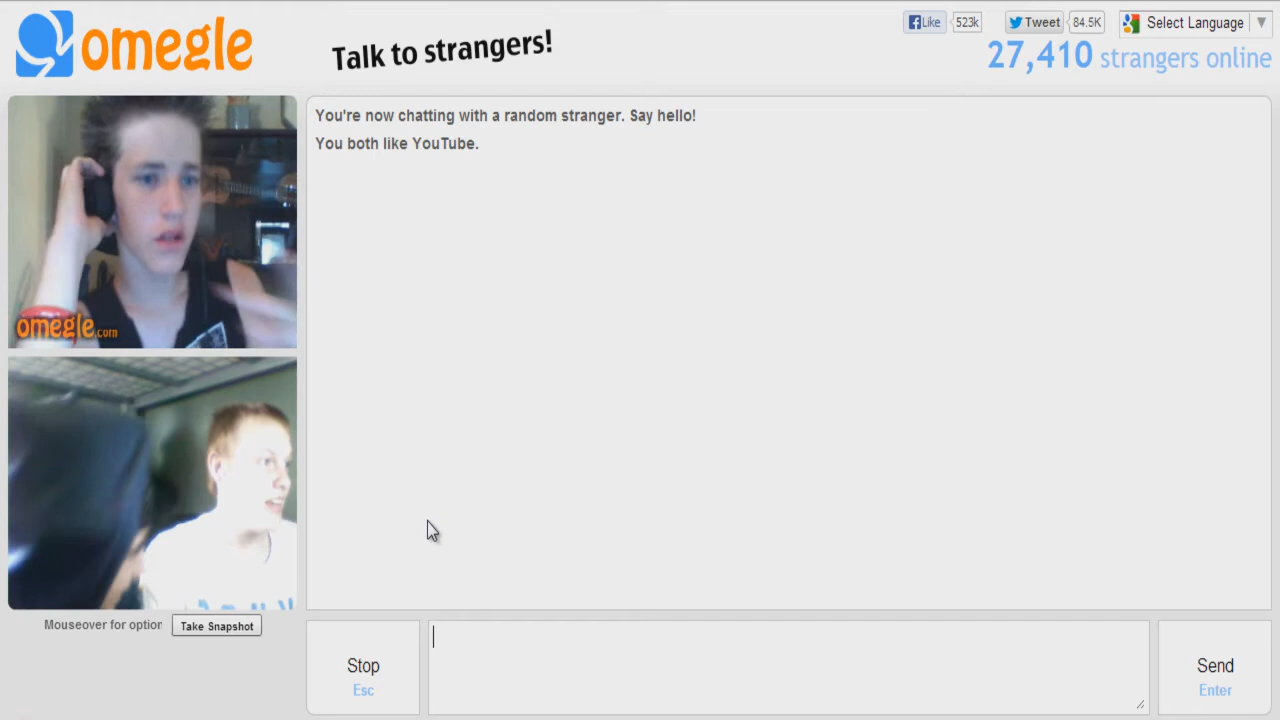 omegle
Talk to strangers!
Like
523k
Tweet
84.5K
Select Language
27,410 strangers online
You're now chatting with a random stranger. Say hello!
You both like YouTube.
omegle.com
Mouseover for option
Take Snapshot
Stop
Esc
Send
Enter